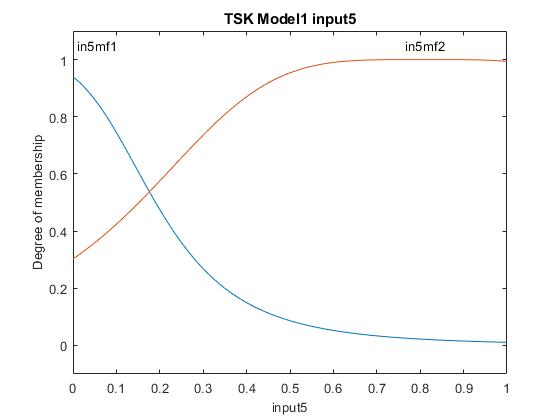 TSK Model1 input5
in5mf1
in5mf2
1
0.8
0.6
0.4
0.2
0
Degree of membership
0 0.1 0.2 0.3 0.4 0.5 0.6 0.7 0.8 0.9 1
input5